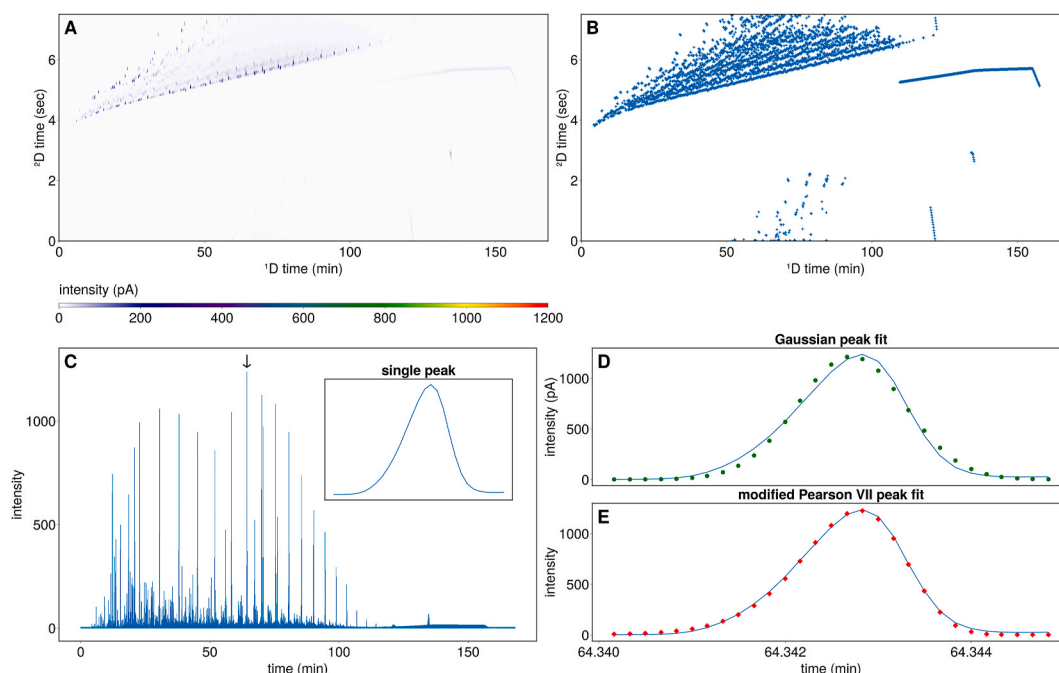 A
6
4
2
0
²D time (sec)
0
50
100
150
¹D time (min)
B
6
4
2
0
²D time (sec)
0
50
100
150
¹D time (min)
intensity (pA)
0
200
400
600
800
1000
1200
C
1000
500
0
intensity
single peak
0
50
100
150
time (min)
Gaussian peak fit
D
1000
500
0
intensity (pA)
modified Pearson VII peak fit
E
1000
500
0
intensity
64.340
64.342
64.344
time (min)